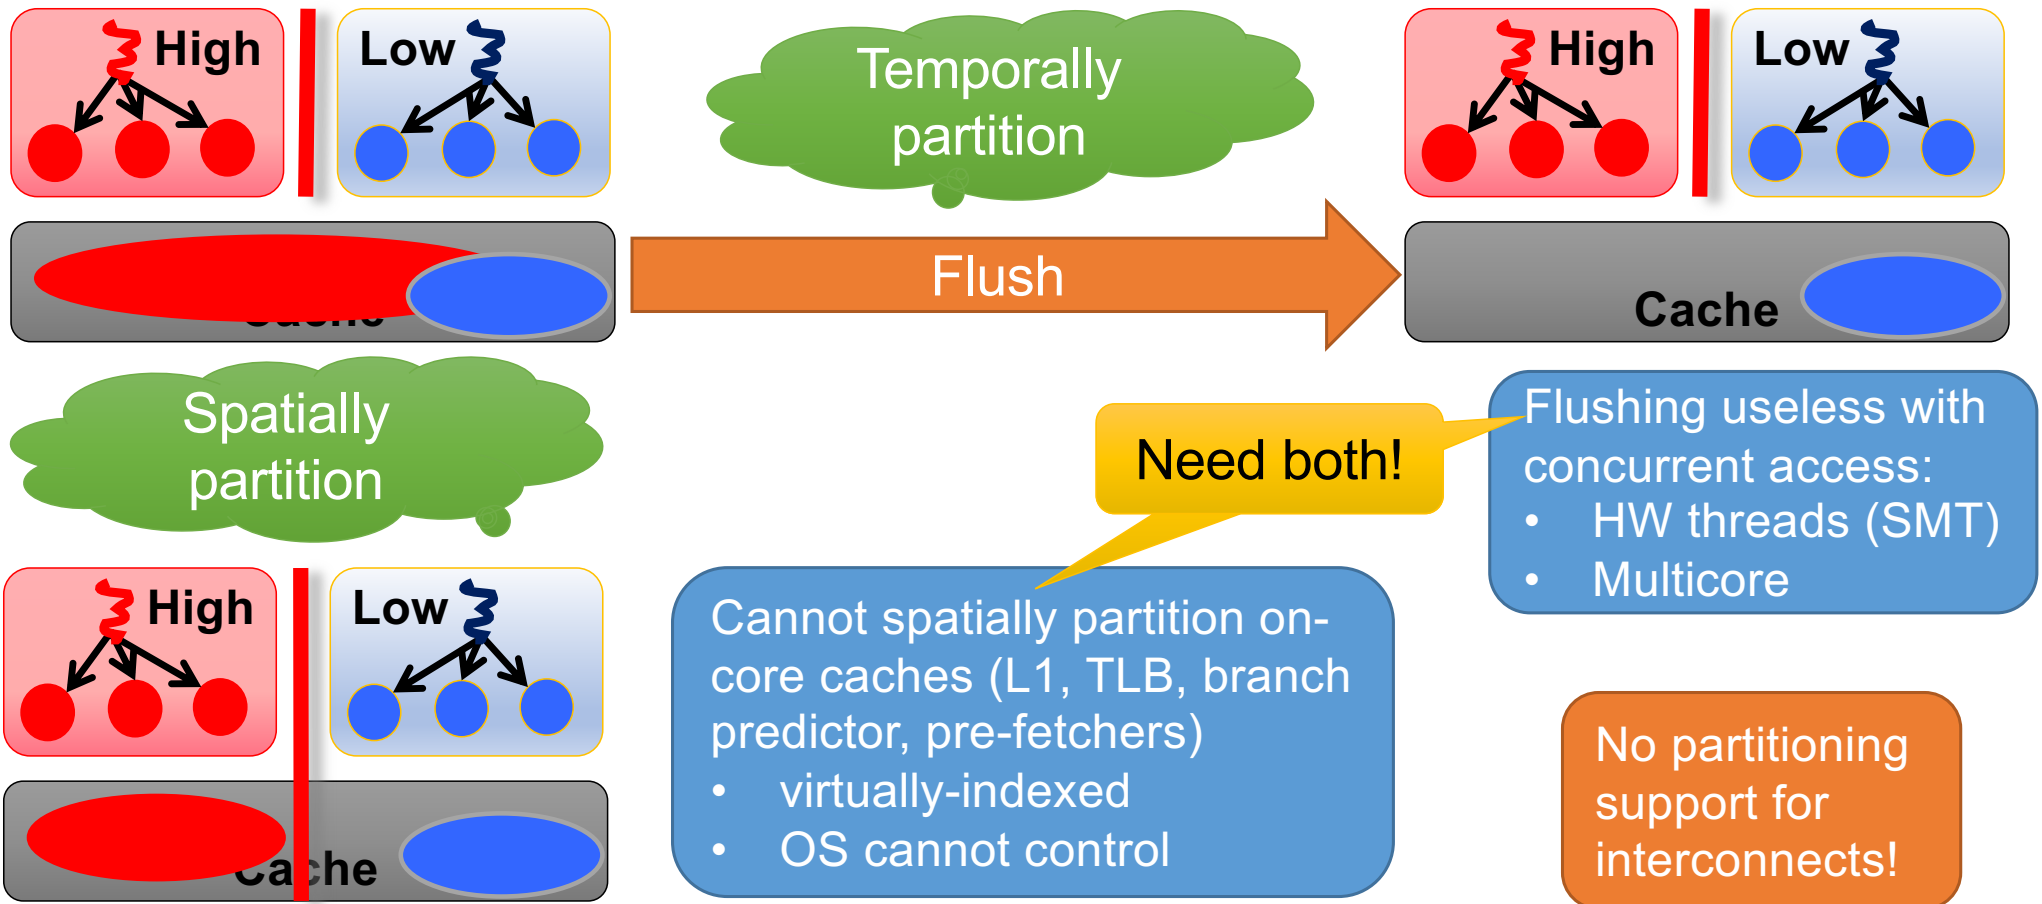 High
Low
Temporally
partition
High
Low
Cache
Flush
Cache
Spatially
partition
Need both!
Flushing useless with
concurrent access:
• HW threads (SMT)
• Multicore
High
Low
Cache
Cannot spatially partition on-
core caches (L1, TLB, branch
predictor, pre-fetchers)
• virtually-indexed
• OS cannot control
No partitioning
support for
interconnects!